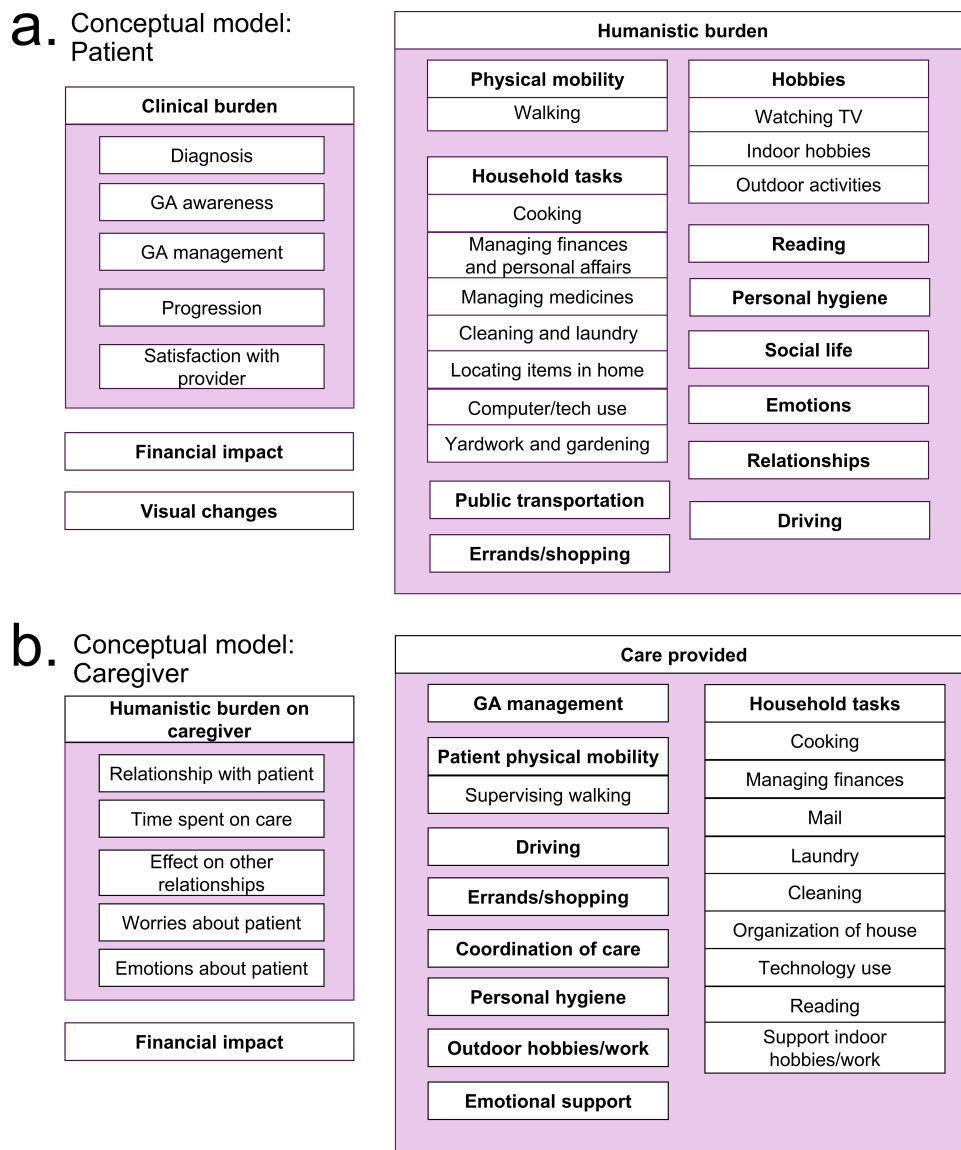 a. Conceptual model:
Patient
Clinical burden
Diagnosis
GA awareness
GA management
Progression
Satisfaction with
provider
Financial impact
Visual changes
Humanistic burden
Physical mobility
Walking
Household tasks
Cooking
Managing finances
and personal affairs
Managing medicines
Cleaning and laundry
Locating items in home
Computer/tech use
Yardwork and gardening
Public transportation
Errands/shopping
Hobbies
Watching TV
Indoor hobbies
Outdoor activities
Reading
Personal hygiene
Social life
Emotions
Relationships
Driving
b. Conceptual model:
Caregiver
Humanistic burden on
caregiver
Relationship with patient
Time spent on care
Effect on other
relationships
Worries about patient
Emotions about patient
Financial impact
Care provided
GA management
Patient physical mobility
Supervising walking
Driving
Errands/shopping
Coordination of care
Personal hygiene
Outdoor hobbies/work
Emotional support
Household tasks
Cooking
Managing finances
Mail
Laundry
Cleaning
Organization of house
Technology use
Reading
Support indoor
hobbies/work